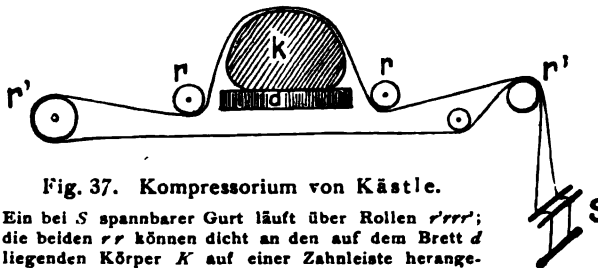 k
r
r
r'
r'
d
S
Fig. 37. Kompressorium von Kästle.
Ein bei S spannbarer Gurt läuft über Rollen r'rrr';
die beiden r r können dicht an den auf dem Brett d
liegenden Körper K auf einer Zahnleiste herange-